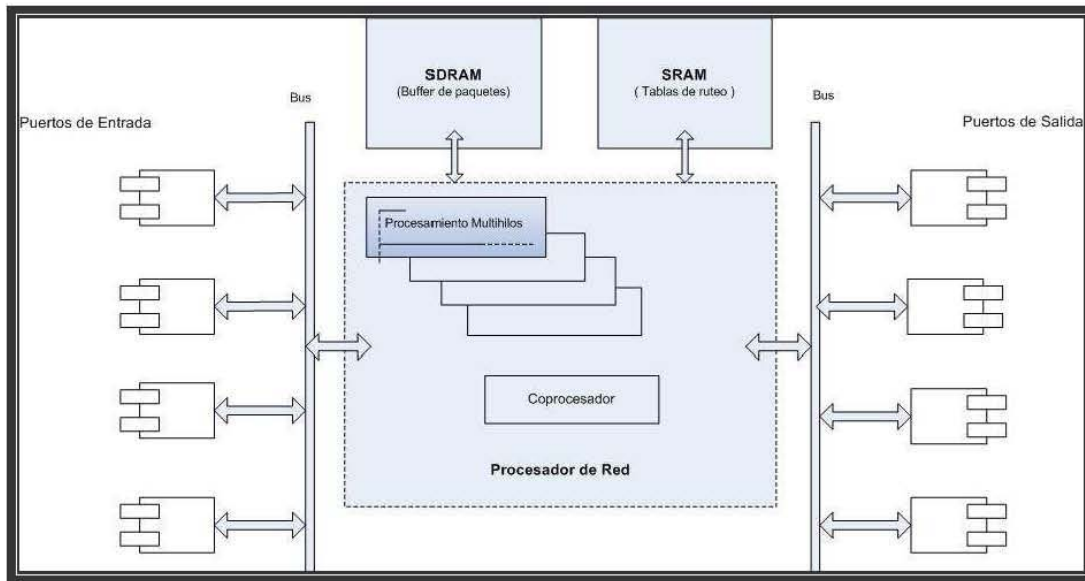 SDRAM
(Buffer de paquetes)
SRAM
( Tablas de ruteo )
Bus
Bus
Puertos de Entrada
Puertos de Salida
Procesamiento Multihilos
Coprocesador
Procesador de Red